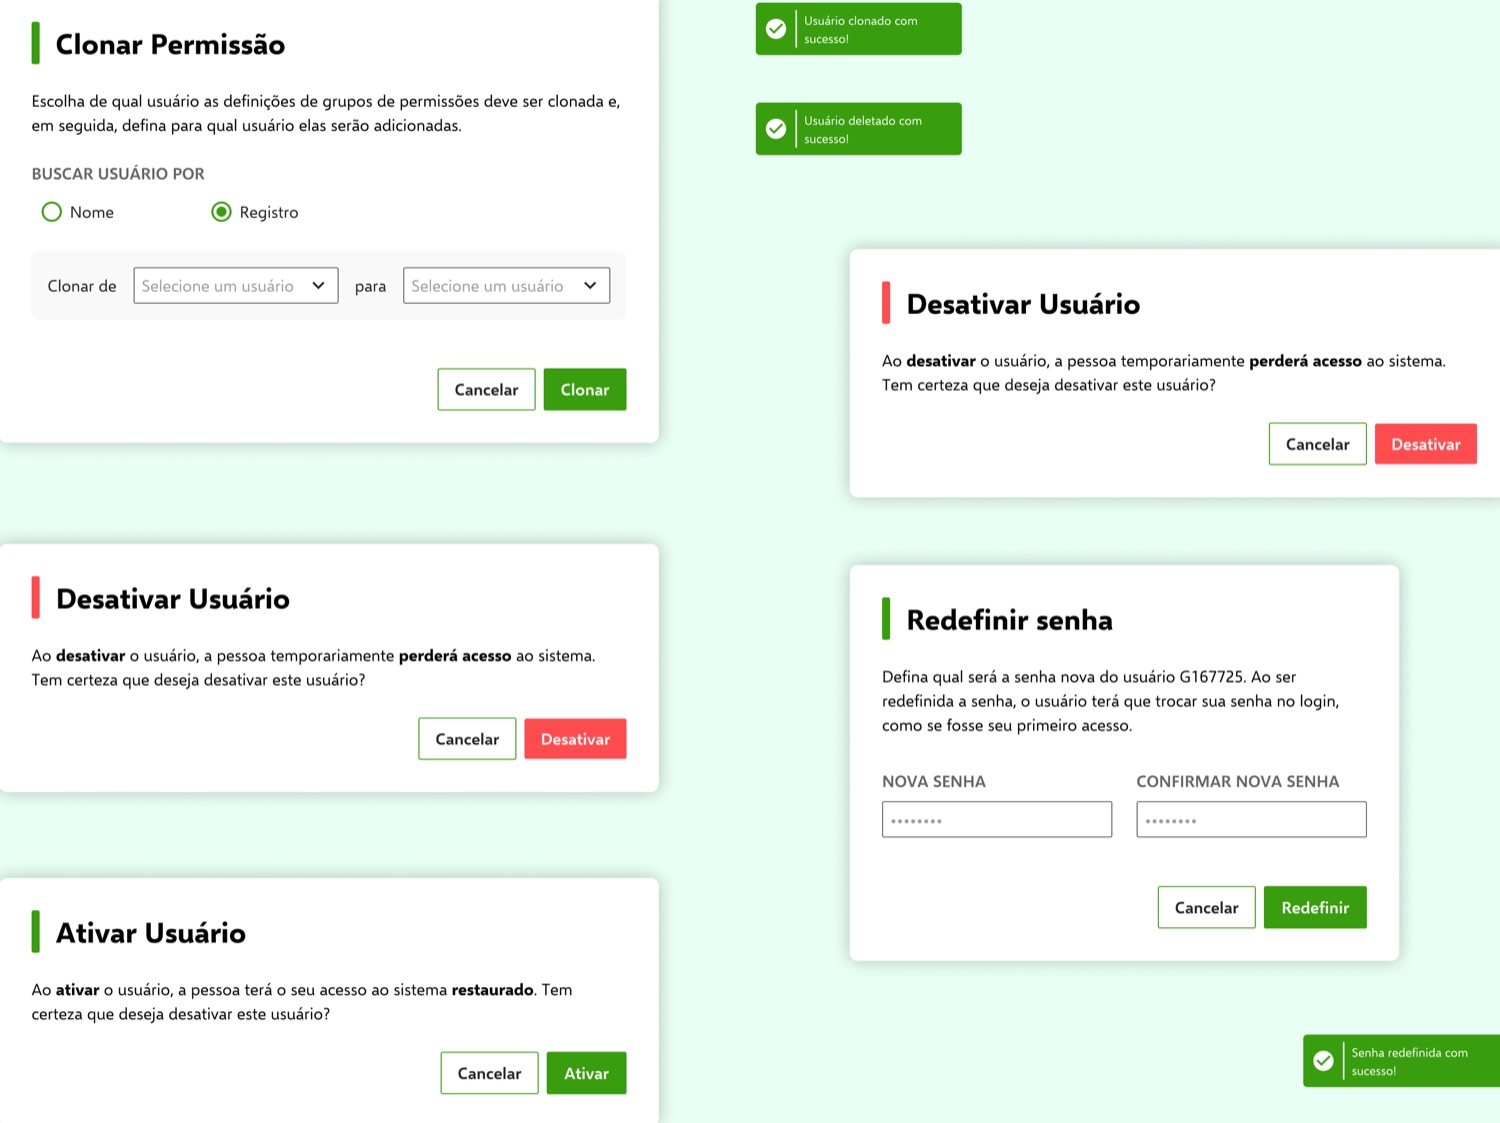 Clonar Permissão
Escolha de qual usuário as definições de grupos de permissões deve ser clonada e,
em seguida, defina para qual usuário elas serão adicionadas.
BUSCAR USUÁRIO POR
Nome
Registro
Clonar de
Selecione um usuário
para
Selecione um usuário
Cancelar
Clonar
Desativar Usuário
Ao desativar o usuário, a pessoa temporariamente perderá acesso ao sistema.
Tem certeza que deseja desativar este usuário?
Cancelar
Desativar
Ativar Usuário
Ao ativar o usuário, a pessoa terá o seu acesso ao sistema restaurado. Tem
certeza que deseja desativar este usuário?
Cancelar
Ativar
Usuário clonado com
sucesso!
Usuário deletado com
sucesso!
Desativar Usuário
Ao desativar o usuário, a pessoa temporariamente perderá acesso ao sistema.
Tem certeza que deseja desativar este usuário?
Cancelar
Desativar
Redefinir senha
Defina qual será a senha nova do usuário G167725. Ao ser
redefinida a senha, o usuário terá que trocar sua senha no login,
como se fosse seu primeiro acesso.
NOVA SENHA
CONFIRMAR NOVA SENHA
Cancelar
Redefinir
Senha redefinida com
sucesso!